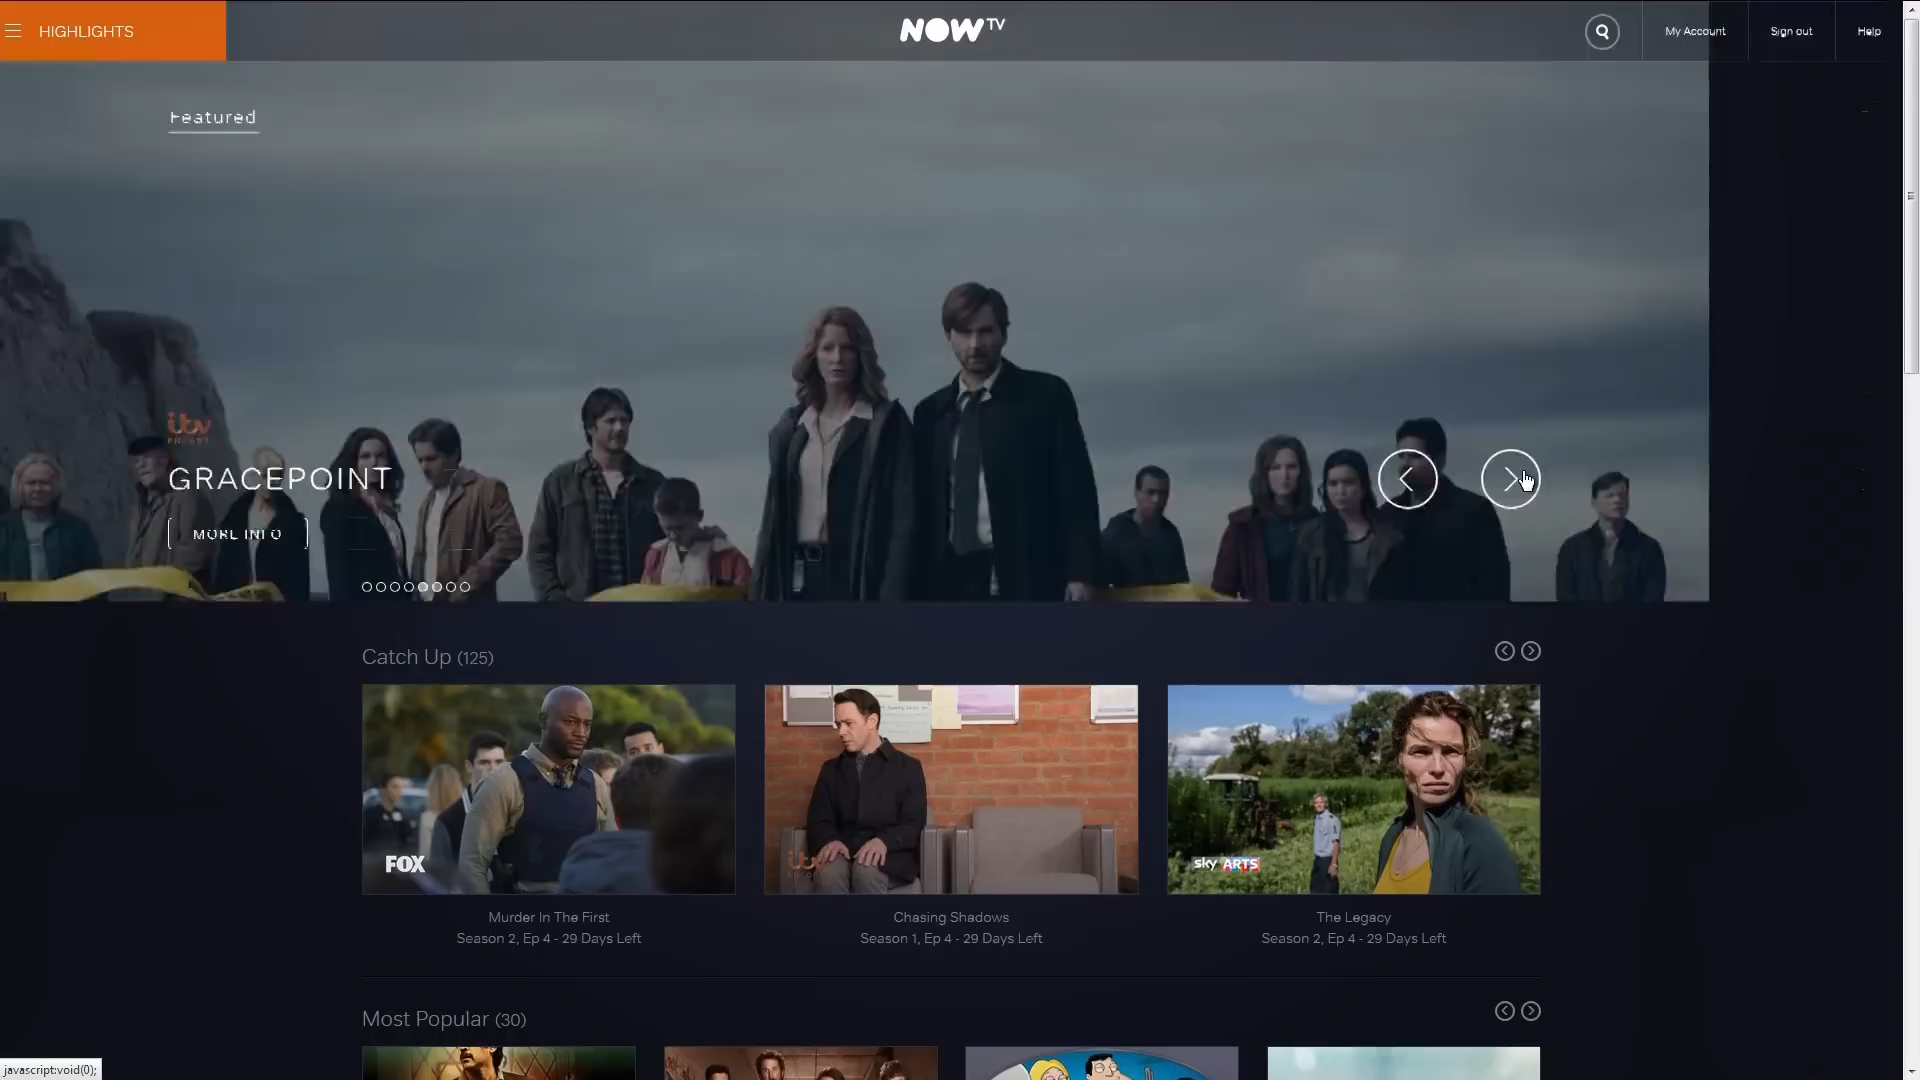 HIGHLIGHTS
NOW TV
My Account
Sign out
Help
Featured
itv
GRACEPOINT
MORE INFO
Catch Up (125)
FOX
itv
sky ARTS
Murder In The First
Season 2, Ep 4 - 29 Days Left
Chasing Shadows
Season 1, Ep 4 - 29 Days Left
The Legacy
Season 2, Ep 4 - 29 Days Left
Most Popular (30)
javascript:void(0);